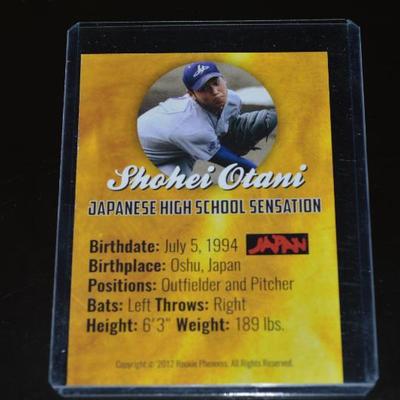 Shohei Otani
JAPANESE HIGH SCHOOL SENSATION
Birthdate: July 5, 1994 JAPAN
Birthplace: Oshu, Japan
Positions: Outfielder and Pitcher
Bats: Left Throws: Right
Height: 6'3" Weight: 189 lbs.
Copyright © 2012 Rookie Phenoms. All Rights Reserved.